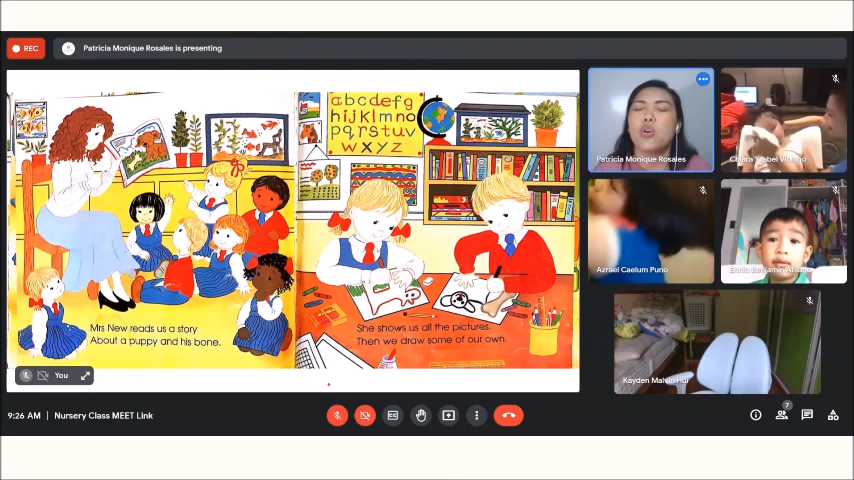 REC
Patricia Monique Rosales is presenting
abcdefg
hijklmno
pqrstuv
wxyz
Mrs New reads us a story
About a puppy and his bone.
She shows us all the pictures.
Then we draw some of our own.
You
Patricia Monique Rosales
Azrael Caelum Puno
Kayden Malvin Hui
9:26 AM | Nursery Class MEET Link
7